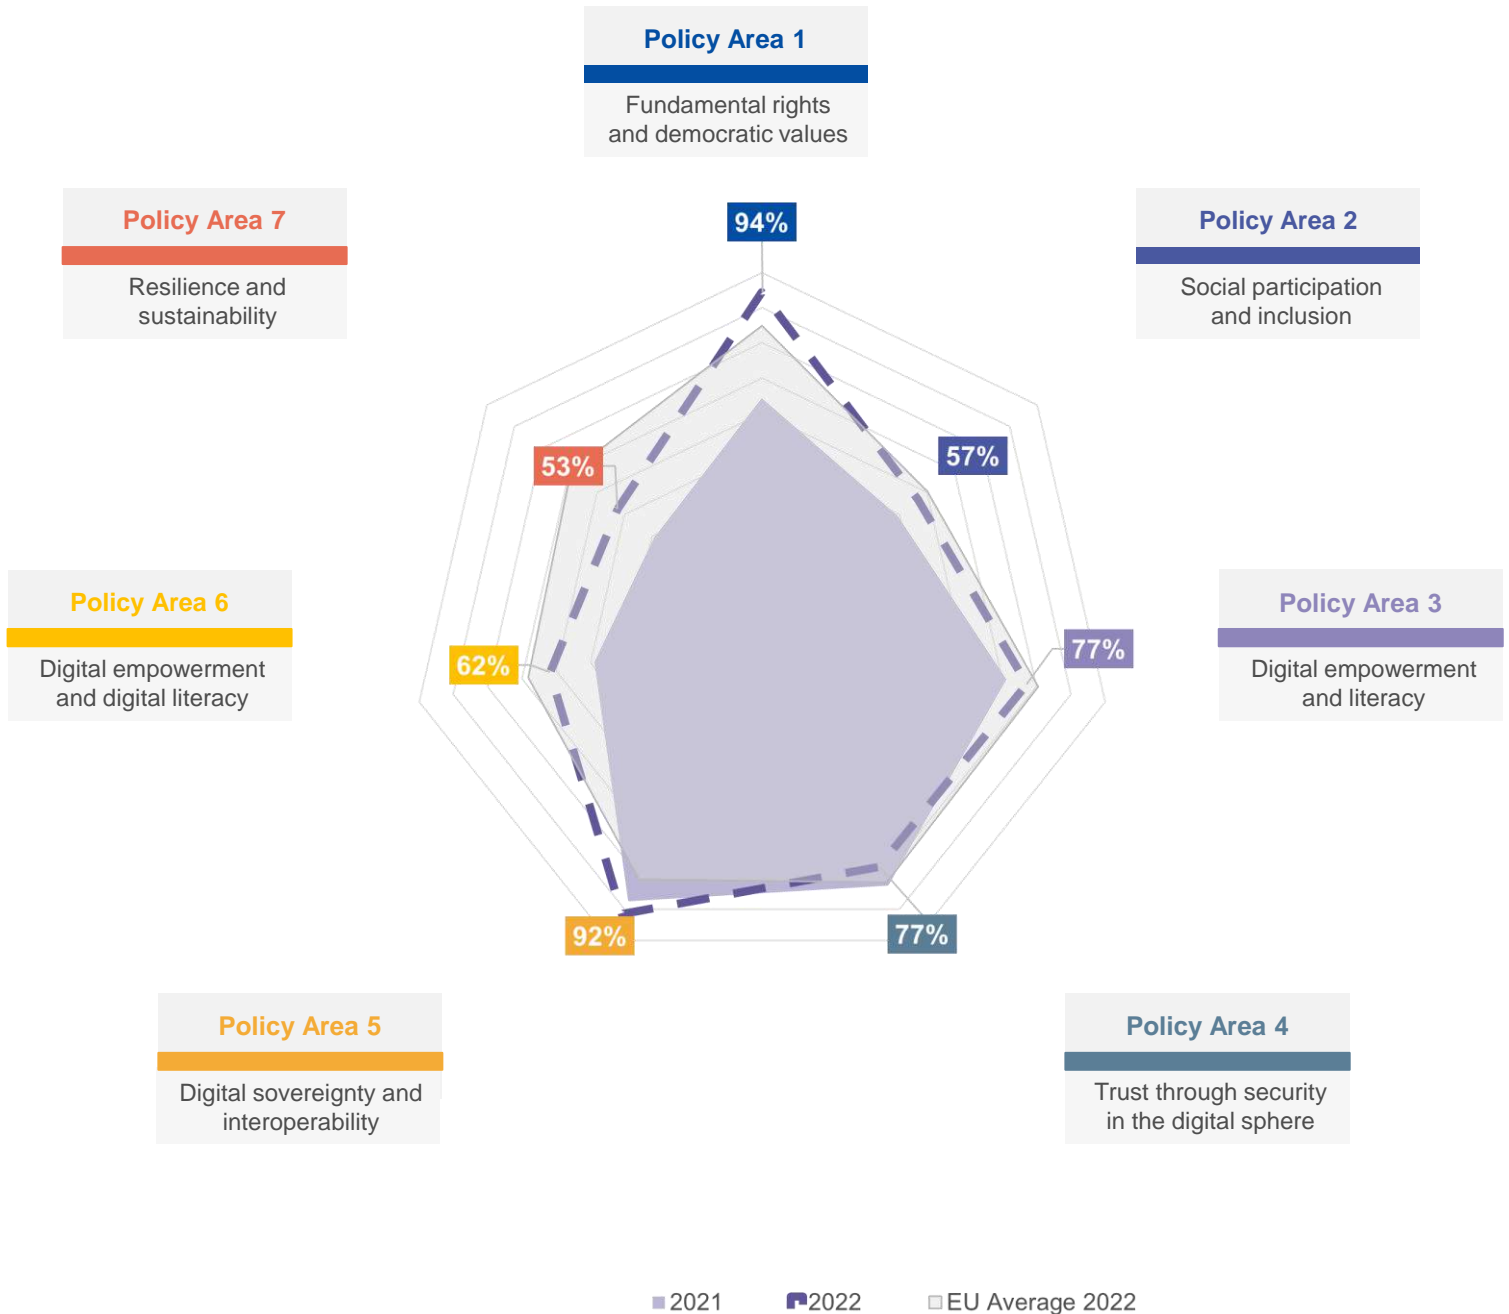 Policy Area 1
Fundamental rights
and democratic values
Policy Area 7
Resilience and
sustainability
Policy Area 2
Social participation
and inclusion
94%
53%
57%
Policy Area 6
Digital empowerment
and digital literacy
62%
77%
Policy Area 3
Digital empowerment
and literacy
92%
77%
Policy Area 5
Digital sovereignty and
interoperability
Policy Area 4
Trust through security
in the digital sphere
2021
2022
EU Average 2022